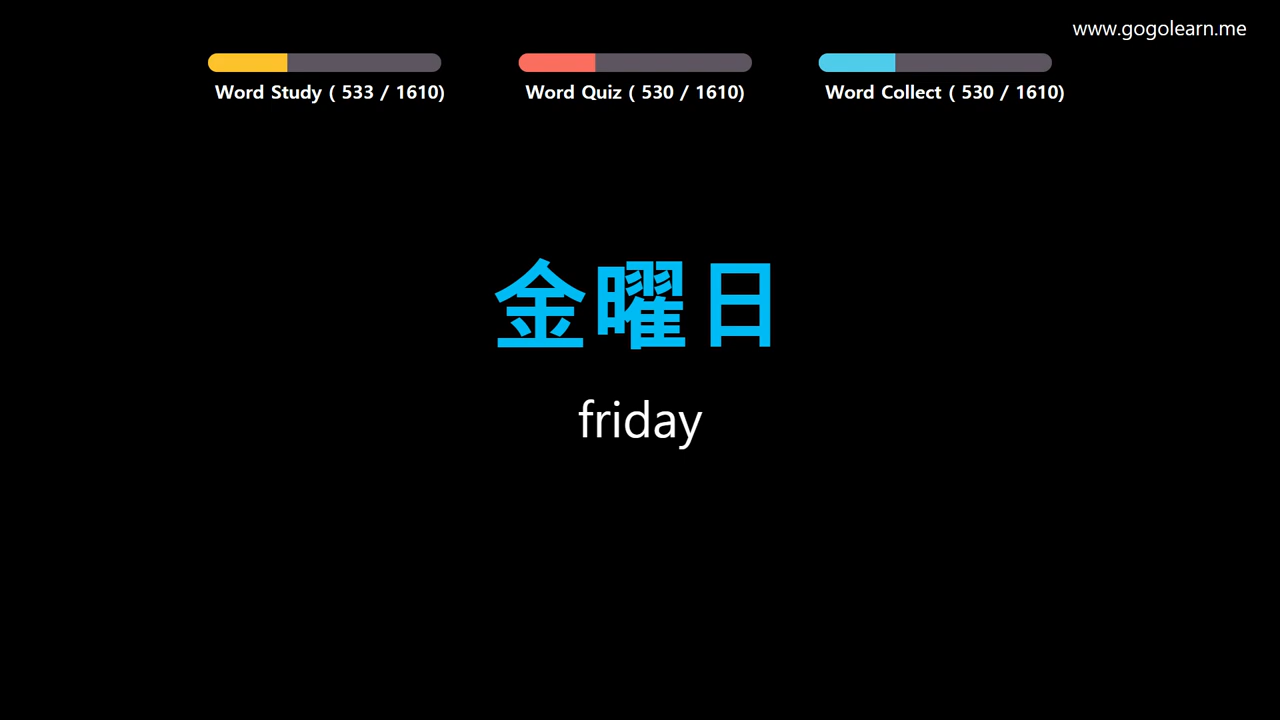 www.gogolearn.me
Word Study ( 533 / 1610)
Word Quiz ( 530 / 1610)
Word Collect ( 530 / 1610)
金曜日
friday